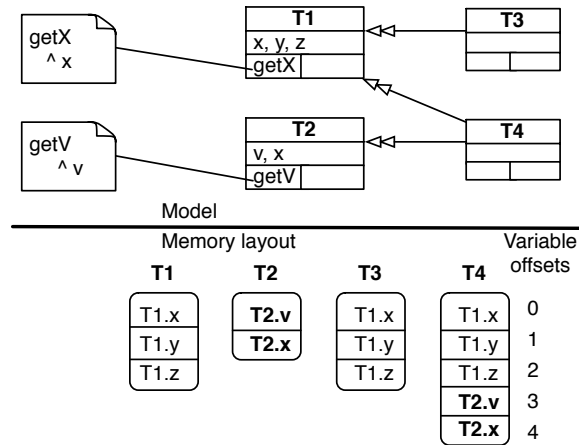 T1
T3
getX
^ x
x, y, z
getX
T2
T4
getV
^ v
v, x
getV
Model
Memory layout
Variable
offsets
T1 T2 T3 T4
T1.x T2.v T1.x T1.x 0
T1.y T2.x T1.y T1.y 1
T1.z T1.z T1.z 2
T2.v 3
T2.x 4